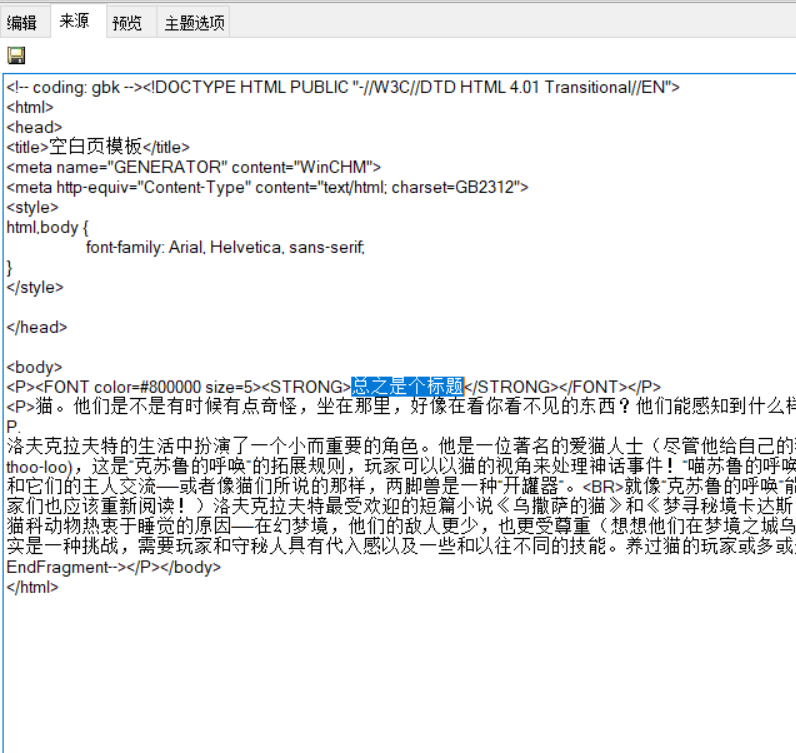 编辑 来源 预览 主题选项
<!-- coding: gbk --><!DOCTYPE HTML PUBLIC "-//W3C//DTD HTML 4.01 Transitional//EN">
<html>
<head>
<title>空白页模板</title>
<meta name="GENERATOR" content="WinCHM">
<meta http-equiv="Content-Type" content="text/html; charset=GB2312">
<style>
html,body {
font-family: Arial, Helvetica, sans-serif;
}
</style>
</head>
<body>
<P><FONT color=#800000 size=5><STRONG>总之是个标题</STRONG></FONT></P>
<P>猫。他们是不是有时候有点奇怪，坐在那里，好像在看你看不见的东西？他们能感知到什么样
P.
洛夫克拉夫特的生活中扮演了一个小而重要的角色。他是一位著名的爱猫人士（尽管他给自己的
thoo-loo)，这是“克苏鲁的呼唤”的拓展规则，玩家可以以猫的视角来处理神话事件！“喵苏鲁的呼唤
和它们的主人交流——或者像猫们所说的那样，两脚兽是一种“开罐器”。<BR>就像“克苏鲁的呼唤”能
家们也应该重新阅读！）洛夫克拉夫特最受欢迎的短篇小说《乌撒萨的猫》和《梦寻秘境卡达斯
猫科动物热衷于睡觉的原因——在幻梦境，他们的敌人更少，也更受尊重（想想他们在梦境之城乌
实是一种挑战，需要玩家和守秘人具有代入感以及一些和以往不同的技能。养过猫的玩家或多或
EndFragment--></P></body>
</html>